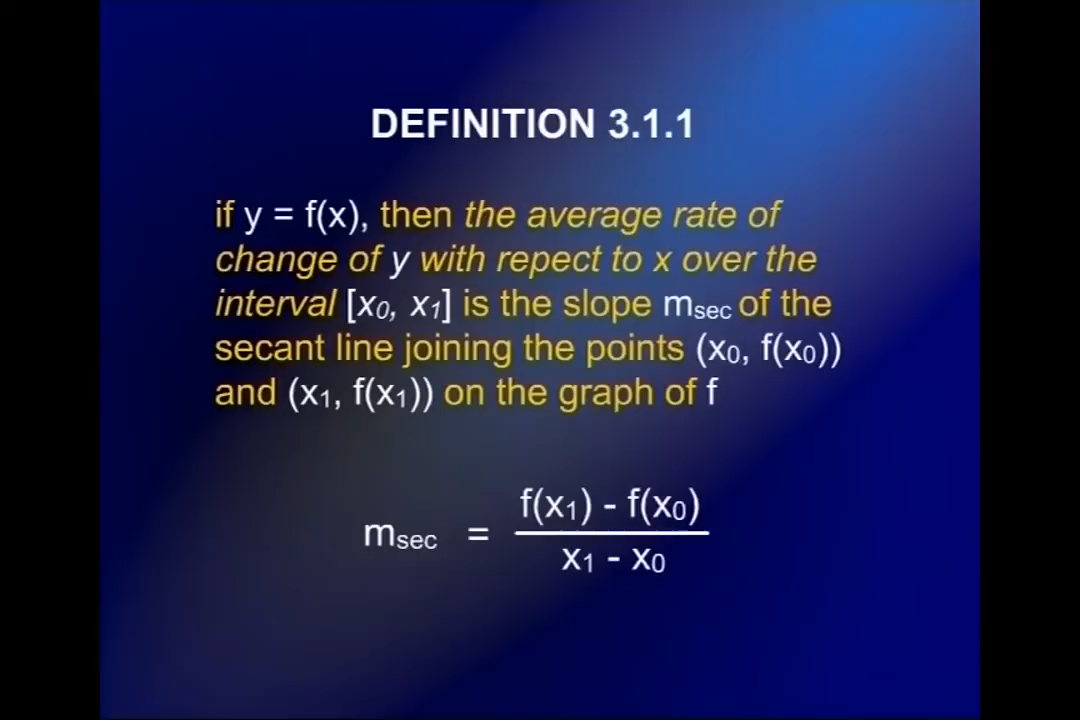 DEFINITION 3.1.1
if y = f(x), then the average rate of
change of y with repect to x over the
interval [x₀, x₁] is the slope msec of the
secant line joining the points (x₀, f(x₀))
and (x₁, f(x₁)) on the graph of f
f(x₁) - f(x₀)
msec =
x₁ - x₀